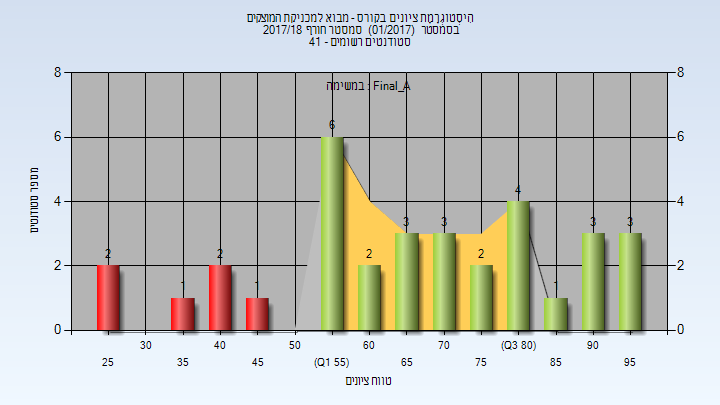 היסטוגרמת ציונים בקורס - מבוא למכניקת המוצקים
בסמסטר (01/2017) סמסטר חורף 2017/18
סטודנטים רשומים - 41
במשימה : Final_A
8 8
6 6
4 4
2 2
0 0
מספר סטודנטים
2 1 2 1 6 2 3 3 2 4 1 3 3
30 40 50 60 70 (Q3 80) 90
25 35 45 (Q1 55) 65 75 85 95
טווח ציונים